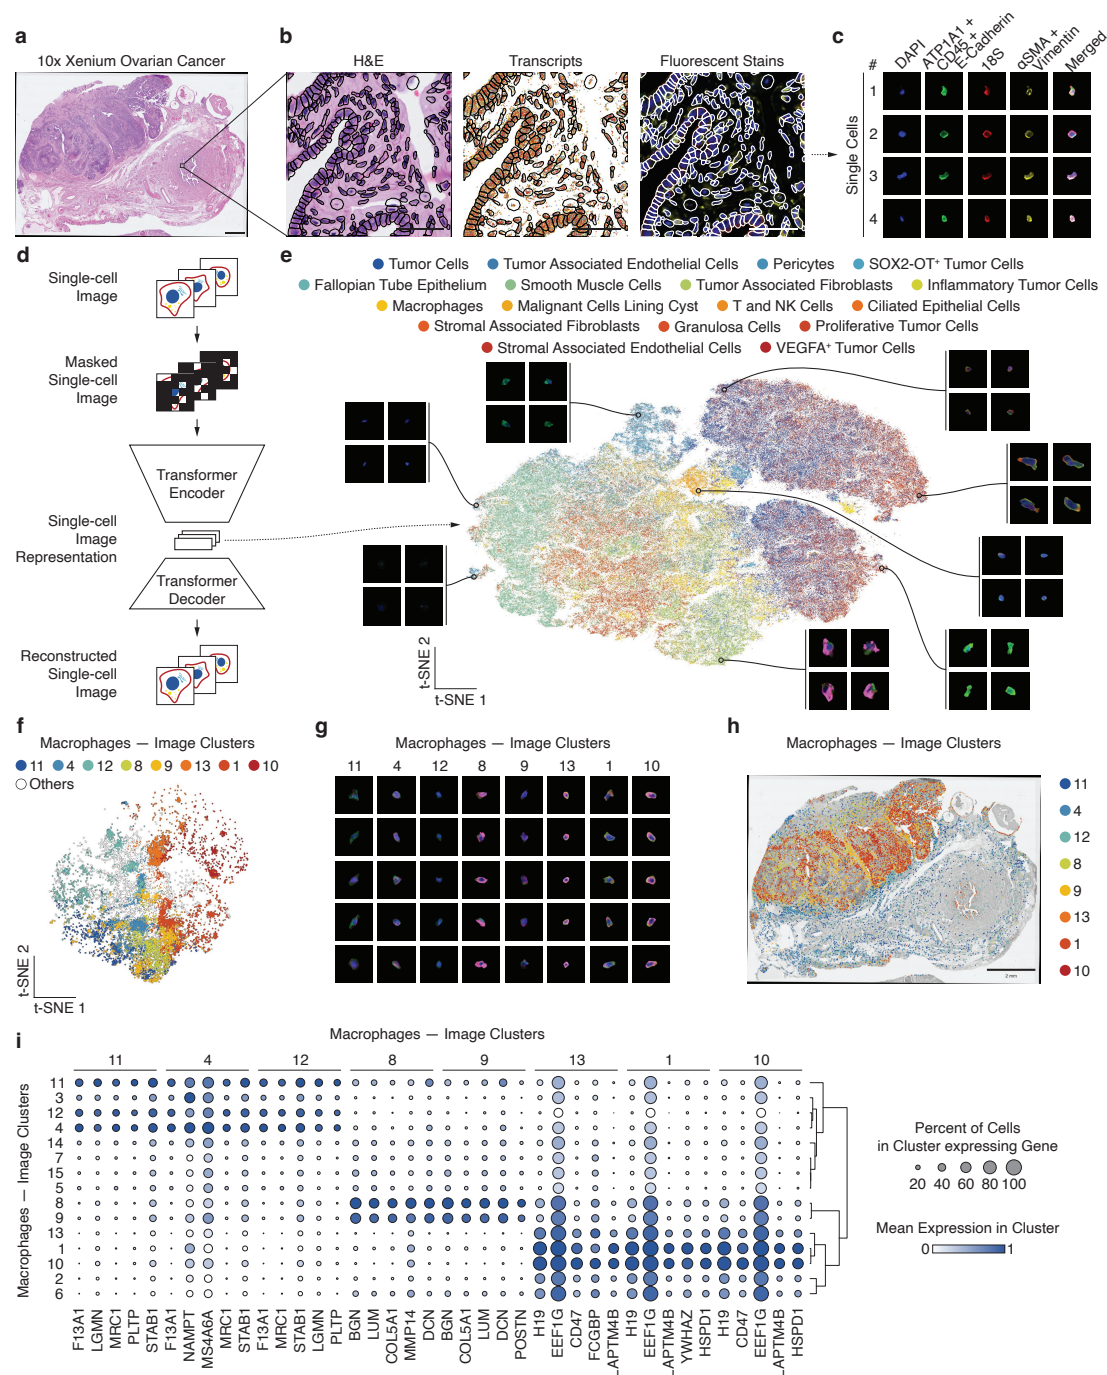 a
10x Xenium Ovarian Cancer
b
H&E
Transcripts
Fluorescent Stains
c
#
DAPI
ATP1A1 +
CD45 +
E-Cadherin
18S
αSMA +
Vimentin
Merged
Single Cells
1
2
3
4
d
Single-cell
Image
Masked
Single-cell
Image
Transformer
Encoder
Single-cell
Image
Representation
Transformer
Decoder
Reconstructed
Single-cell
Image
e
Tumor Cells
Tumor Associated Endothelial Cells
Pericytes
SOX2-OT⁺ Tumor Cells
Fallopian Tube Epithelium
Smooth Muscle Cells
Tumor Associated Fibroblasts
Inflammatory Tumor Cells
Macrophages
Malignant Cells Lining Cyst
T and NK Cells
Ciliated Epithelial Cells
Stromal Associated Fibroblasts
Granulosa Cells
Proliferative Tumor Cells
Stromal Associated Endothelial Cells
VEGFA⁺ Tumor Cells
t-SNE 2
t-SNE 1
f
Macrophages — Image Clusters
11 4 12 8 9 13 1 10
Others
t-SNE 2
t-SNE 1
g
Macrophages — Image Clusters
11 4 12 8 9 13 1 10
h
Macrophages — Image Clusters
11
4
12
8
9
13
1
10
2 mm
i
Macrophages — Image Clusters
11 4 12 8 9 13 1 10
Macrophages — Image Clusters
11
3
12
4
14
7
15
5
8
9
13
1
10
2
6
F13A1 LGMN MRC1 PLTP STAB1 F13A1 NAMPT MS4A6A MRC1 STAB1 F13A1 MRC1 STAB1 LGMN PLTP BGN LUM COL5A1 MMP14 DCN BGN COL5A1 LUM DCN POSTN H19 EEF1G CD47 FCGBP LAPTM4B H19 EEF1G LAPTM4B YWHAZ HSPD1 H19 CD47 EEF1G LAPTM4B HSPD1
Percent of Cells
in Cluster expressing Gene
20 40 60 80 100
Mean Expression in Cluster
0 1